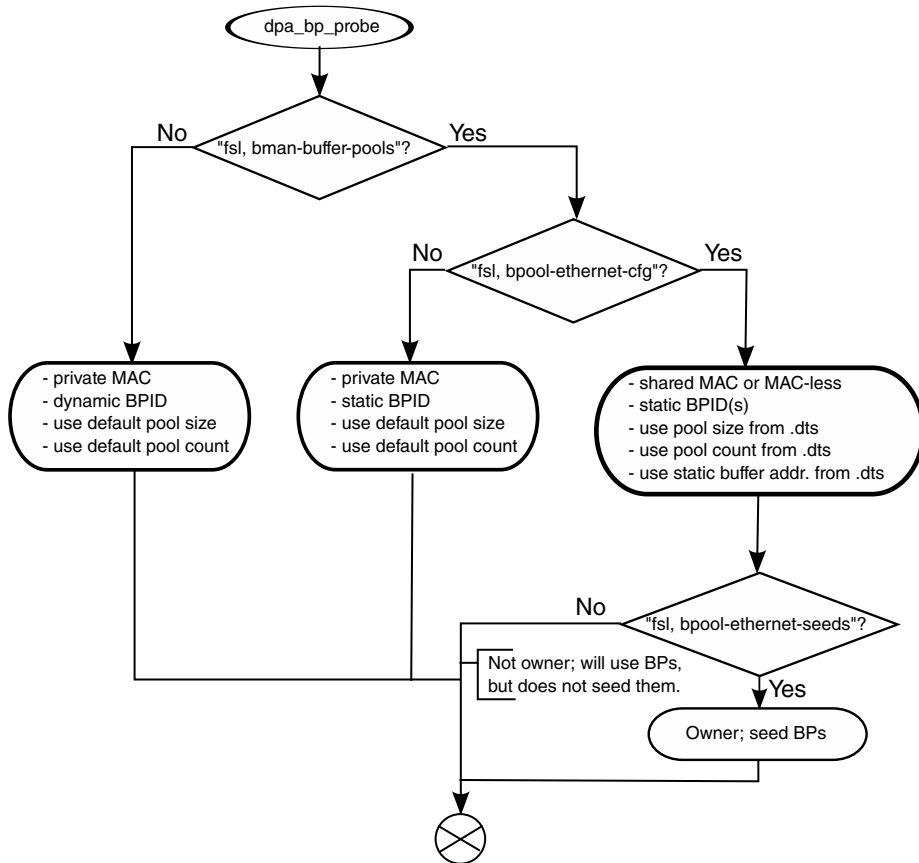 dpa_bp_probe
No
Yes
"fsl, bman-buffer-pools"?
No
Yes
"fsl, bpool-ethernet-cfg"?
- private MAC
- dynamic BPID
- use default pool size
- use default pool count
- private MAC
- static BPID
- use default pool size
- use default pool count
- shared MAC or MAC-less
- static BPID(s)
- use pool size from .dts
- use pool count from .dts
- use static buffer addr. from .dts
No
"fsl, bpool-ethernet-seeds"?
Not owner; will use BPs,
but does not seed them.
Yes
Owner; seed BPs